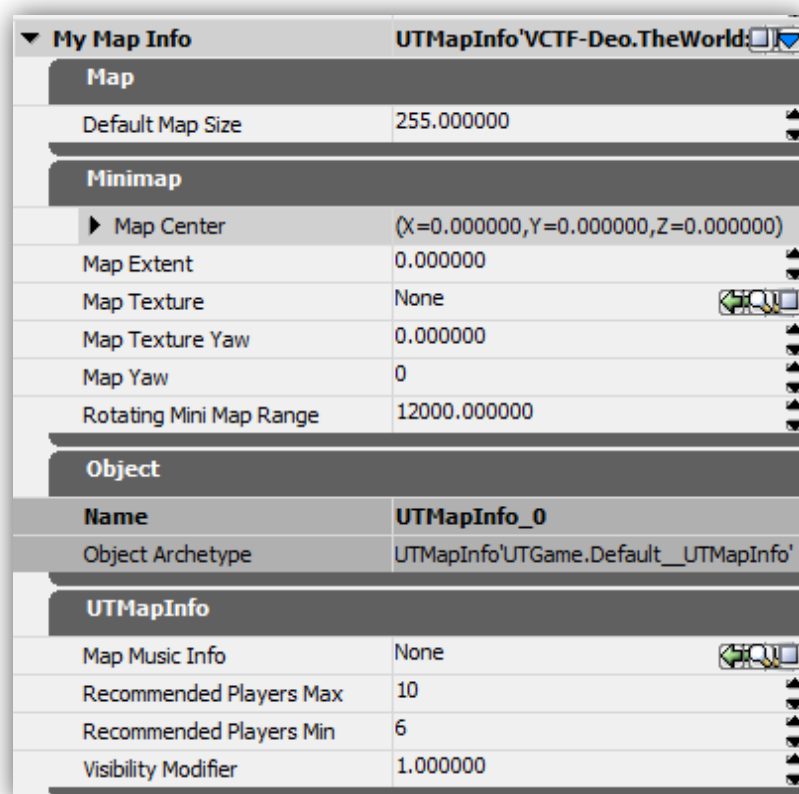 My Map Info UTMapInfo'VCTF-Deo.TheWorld:
Map
Default Map Size 255.000000
Minimap
Map Center (X=0.000000,Y=0.000000,Z=0.000000)
Map Extent 0.000000
Map Texture None
Map Texture Yaw 0.000000
Map Yaw 0
Rotating Mini Map Range 12000.000000
Object
Name UTMapInfo_0
Object Archetype UTMapInfo'UTGame.Default__UTMapInfo'
UTMapInfo
Map Music Info None
Recommended Players Max 10
Recommended Players Min 6
Visibility Modifier 1.000000